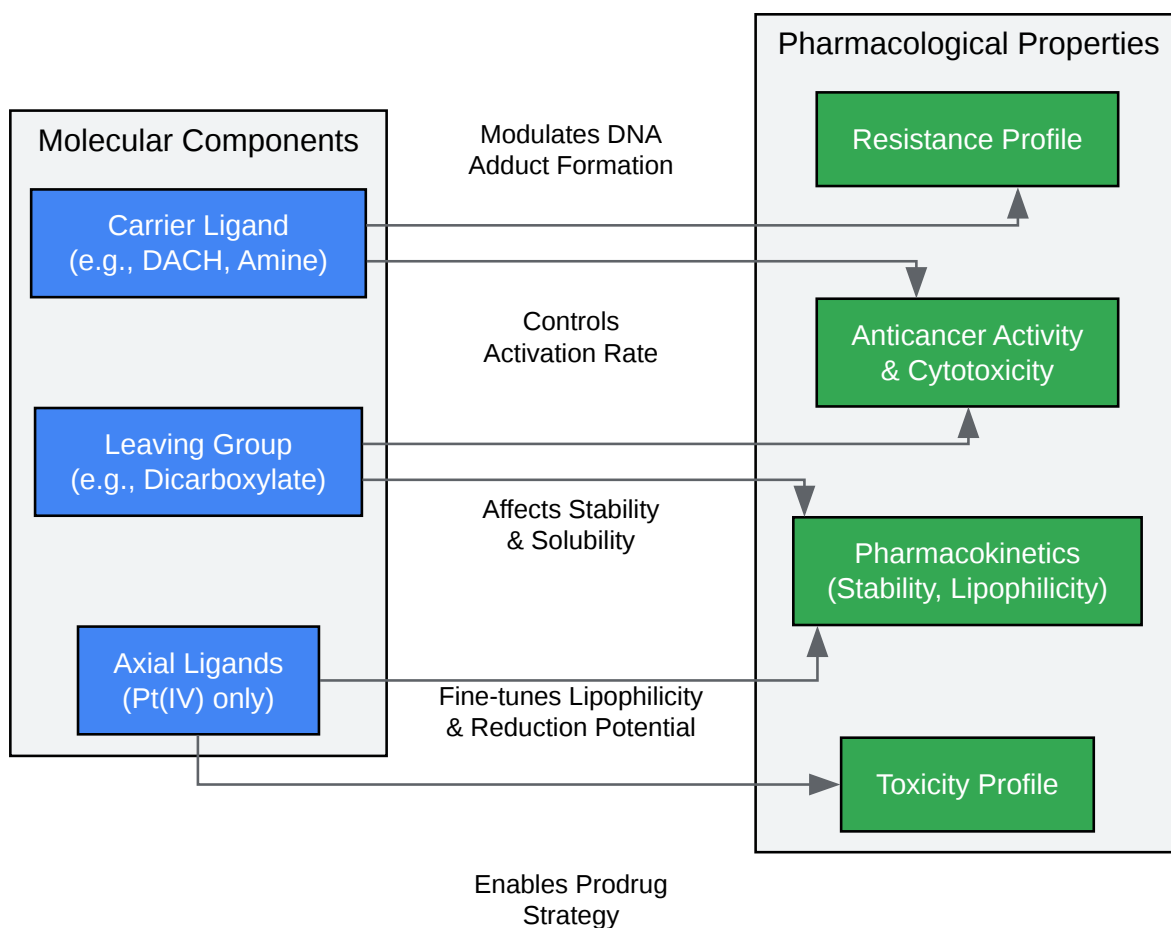 Molecular Components
Carrier Ligand
(e.g., DACH, Amine)
Leaving Group
(e.g., Dicarboxylate)
Axial Ligands
(Pt(IV) only)
Modulates DNA
Adduct Formation
Controls
Activation Rate
Affects Stability
& Solubility
Fine-tunes Lipophilicity
& Reduction Potential
Enables Prodrug
Strategy
Pharmacological Properties
Resistance Profile
Anticancer Activity
& Cytotoxicity
Pharmacokinetics
(Stability, Lipophilicity)
Toxicity Profile